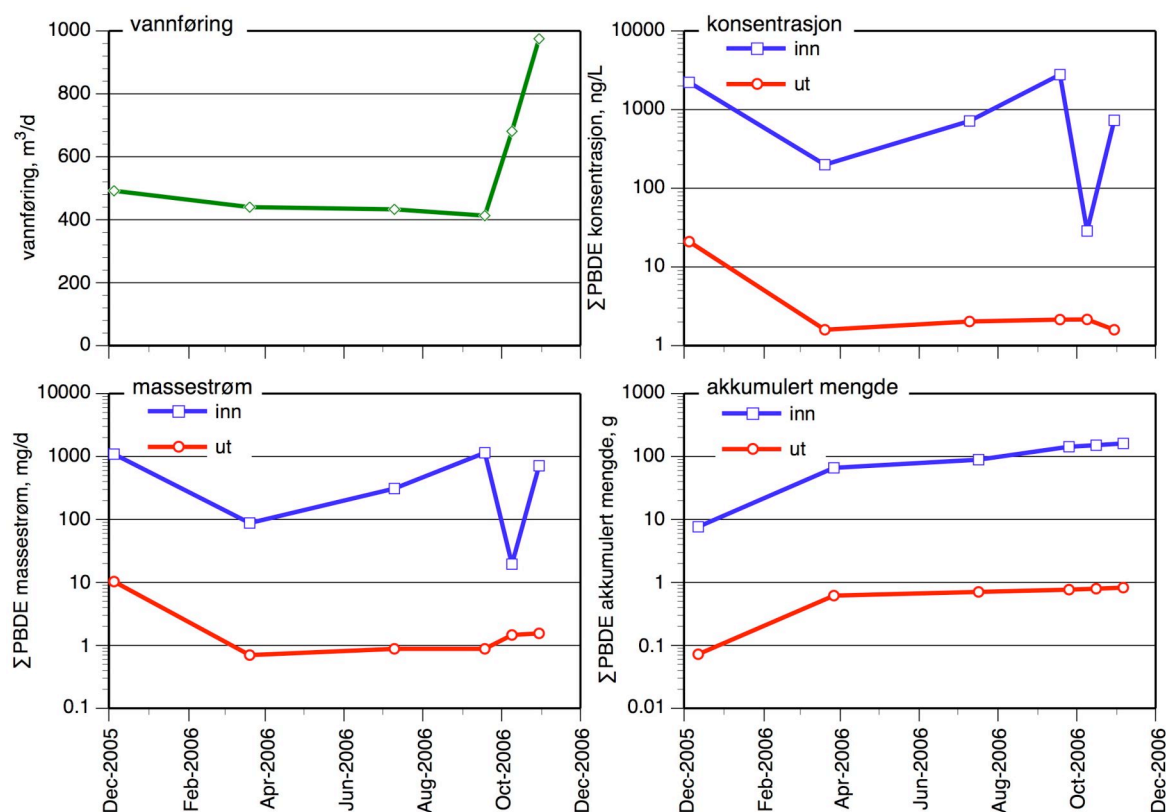 vannføring
1000
800
600
400
200
0
vannføring, m³/d
konsentrasjon
inn
ut
10000
1000
100
10
1
∑PBDE konsentrasjon, ng/L
massestrøm
inn
ut
10000
1000
100
10
1
0.1
∑PBDE massestrøm, mg/d
Dec-2005
Feb-2006
Apr-2006
Jun-2006
Aug-2006
Oct-2006
Dec-2006
akkumulert mengde
inn
ut
1000
100
10
1
0.1
0.01
∑PBDE akkumulert mengde, g
Dec-2005
Feb-2006
Apr-2006
Jun-2006
Aug-2006
Oct-2006
Dec-2006